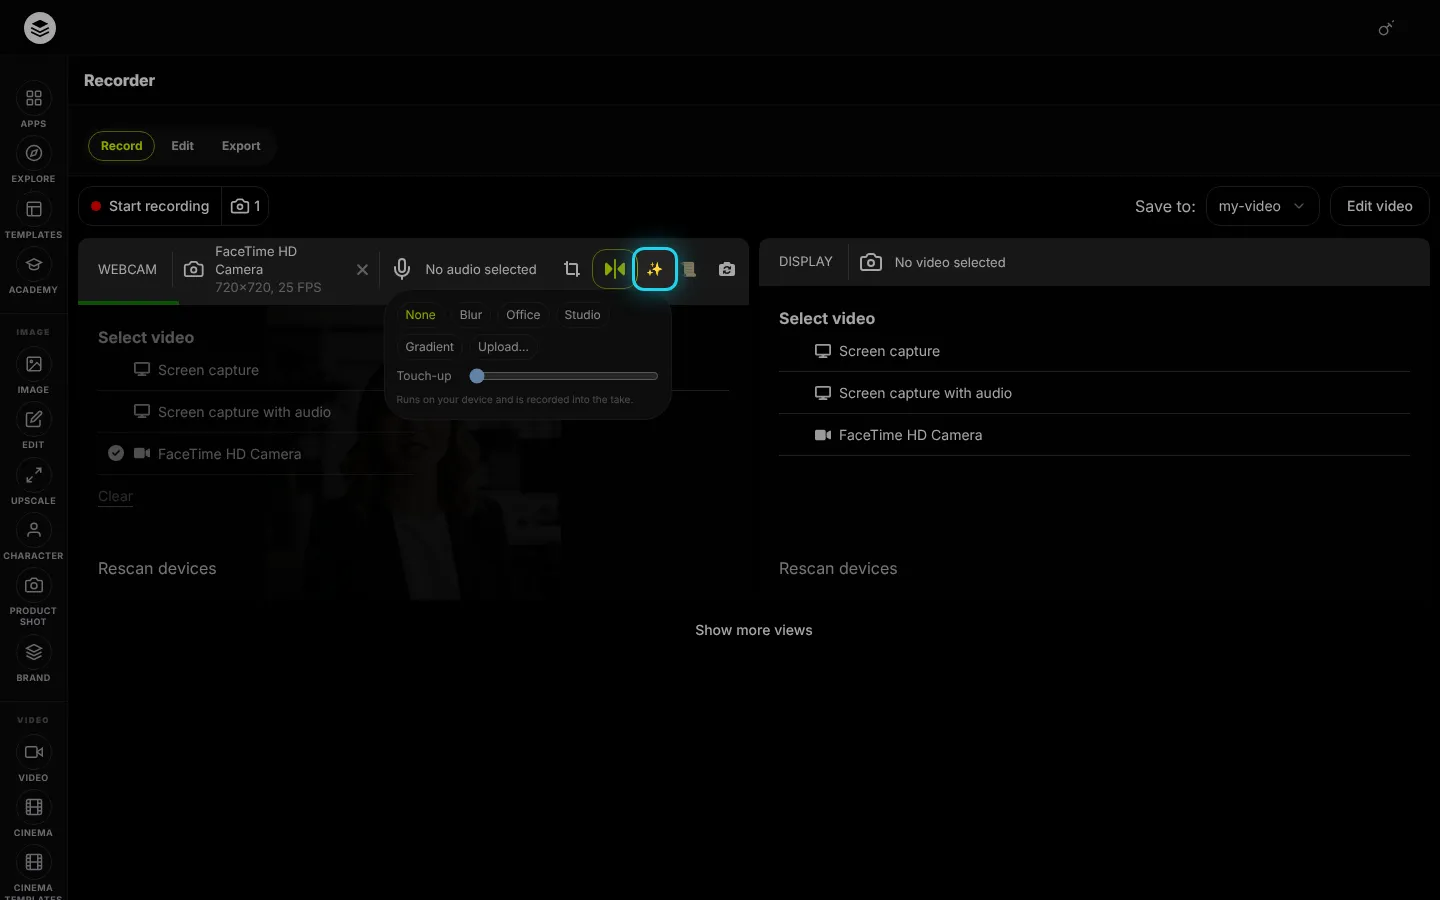 Recorder
Record
Edit
Export
Start recording
1
Save to:
my-video
Edit video
WEBCAM
FaceTime HD
Camera
720×720, 25 FPS
No audio selected
DISPLAY
No video selected
None
Blur
Office
Studio
Gradient
Upload...
Touch-up
Runs on your device and is recorded into the take.
Select video
Screen capture
Screen capture with audio
FaceTime HD Camera
Clear
Rescan devices
Select video
Screen capture
Screen capture with audio
FaceTime HD Camera
Rescan devices
Show more views
APPS
EXPLORE
TEMPLATES
ACADEMY
IMAGE
IMAGE
EDIT
UPSCALE
CHARACTER
PRODUCT
SHOT
BRAND
VIDEO
VIDEO
CINEMA
CINEMA
TEMPLATES